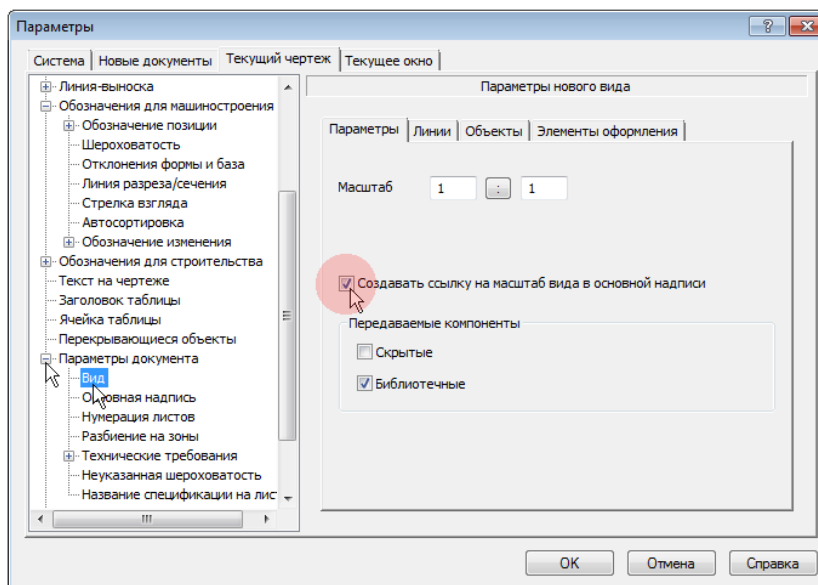 Параметры
Система Новые документы Текущий чертеж Текущее окно
Линия-выноска
Обозначения для машиностроения
Обозначение позиции
Шероховатость
Отклонения формы и база
Линия разреза/сечения
Стрелка взгляда
Автосортировка
Обозначение изменения
Обозначения для строительства
Текст на чертеже
Заголовок таблицы
Ячейка таблицы
Перекрывающиеся объекты
Параметры документа
Вид
Основная надпись
Нумерация листов
Разбиение на зоны
Технические требования
Неуказанная шероховатость
Название спецификации на лис
Параметры нового вида
Параметры Линии Объекты Элементы оформления
Масштаб 1 : 1
Создавать ссылку на масштаб вида в основной надписи
Передаваемые компоненты
Скрытые
Библиотечные
OK Отмена Справка